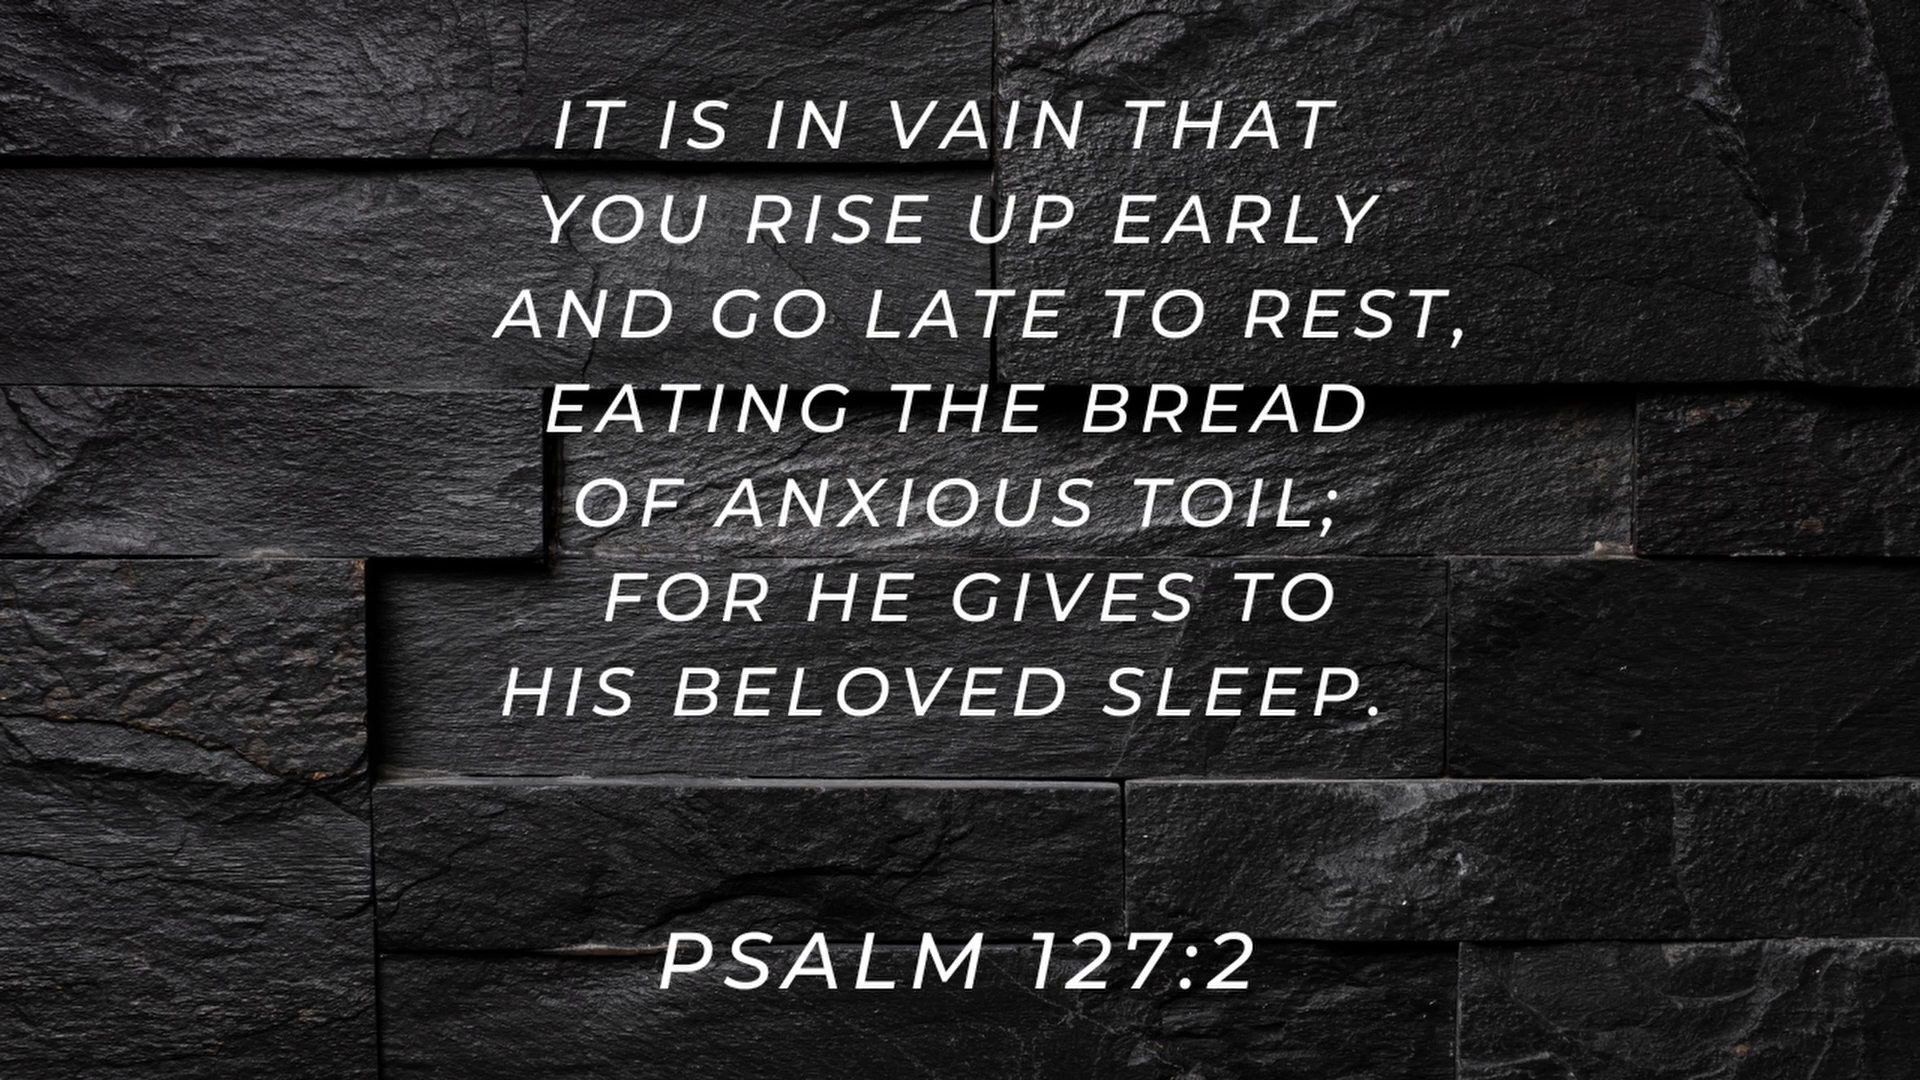 IT IS IN VAIN THAT
YOU RISE UP EARLY
AND GO LATE TO REST,
EATING THE BREAD
OF ANXIOUS TOIL;
FOR HE GIVES TO
HIS BELOVED SLEEP.
PSALM 127:2